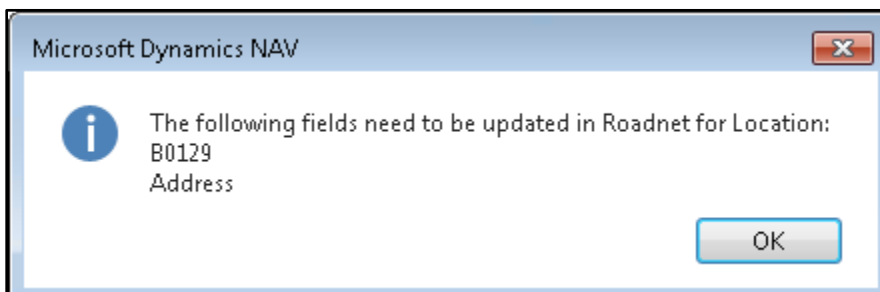 Microsoft Dynamics NAV
The following fields need to be updated in Roadnet for Location:
B0129
Address
OK